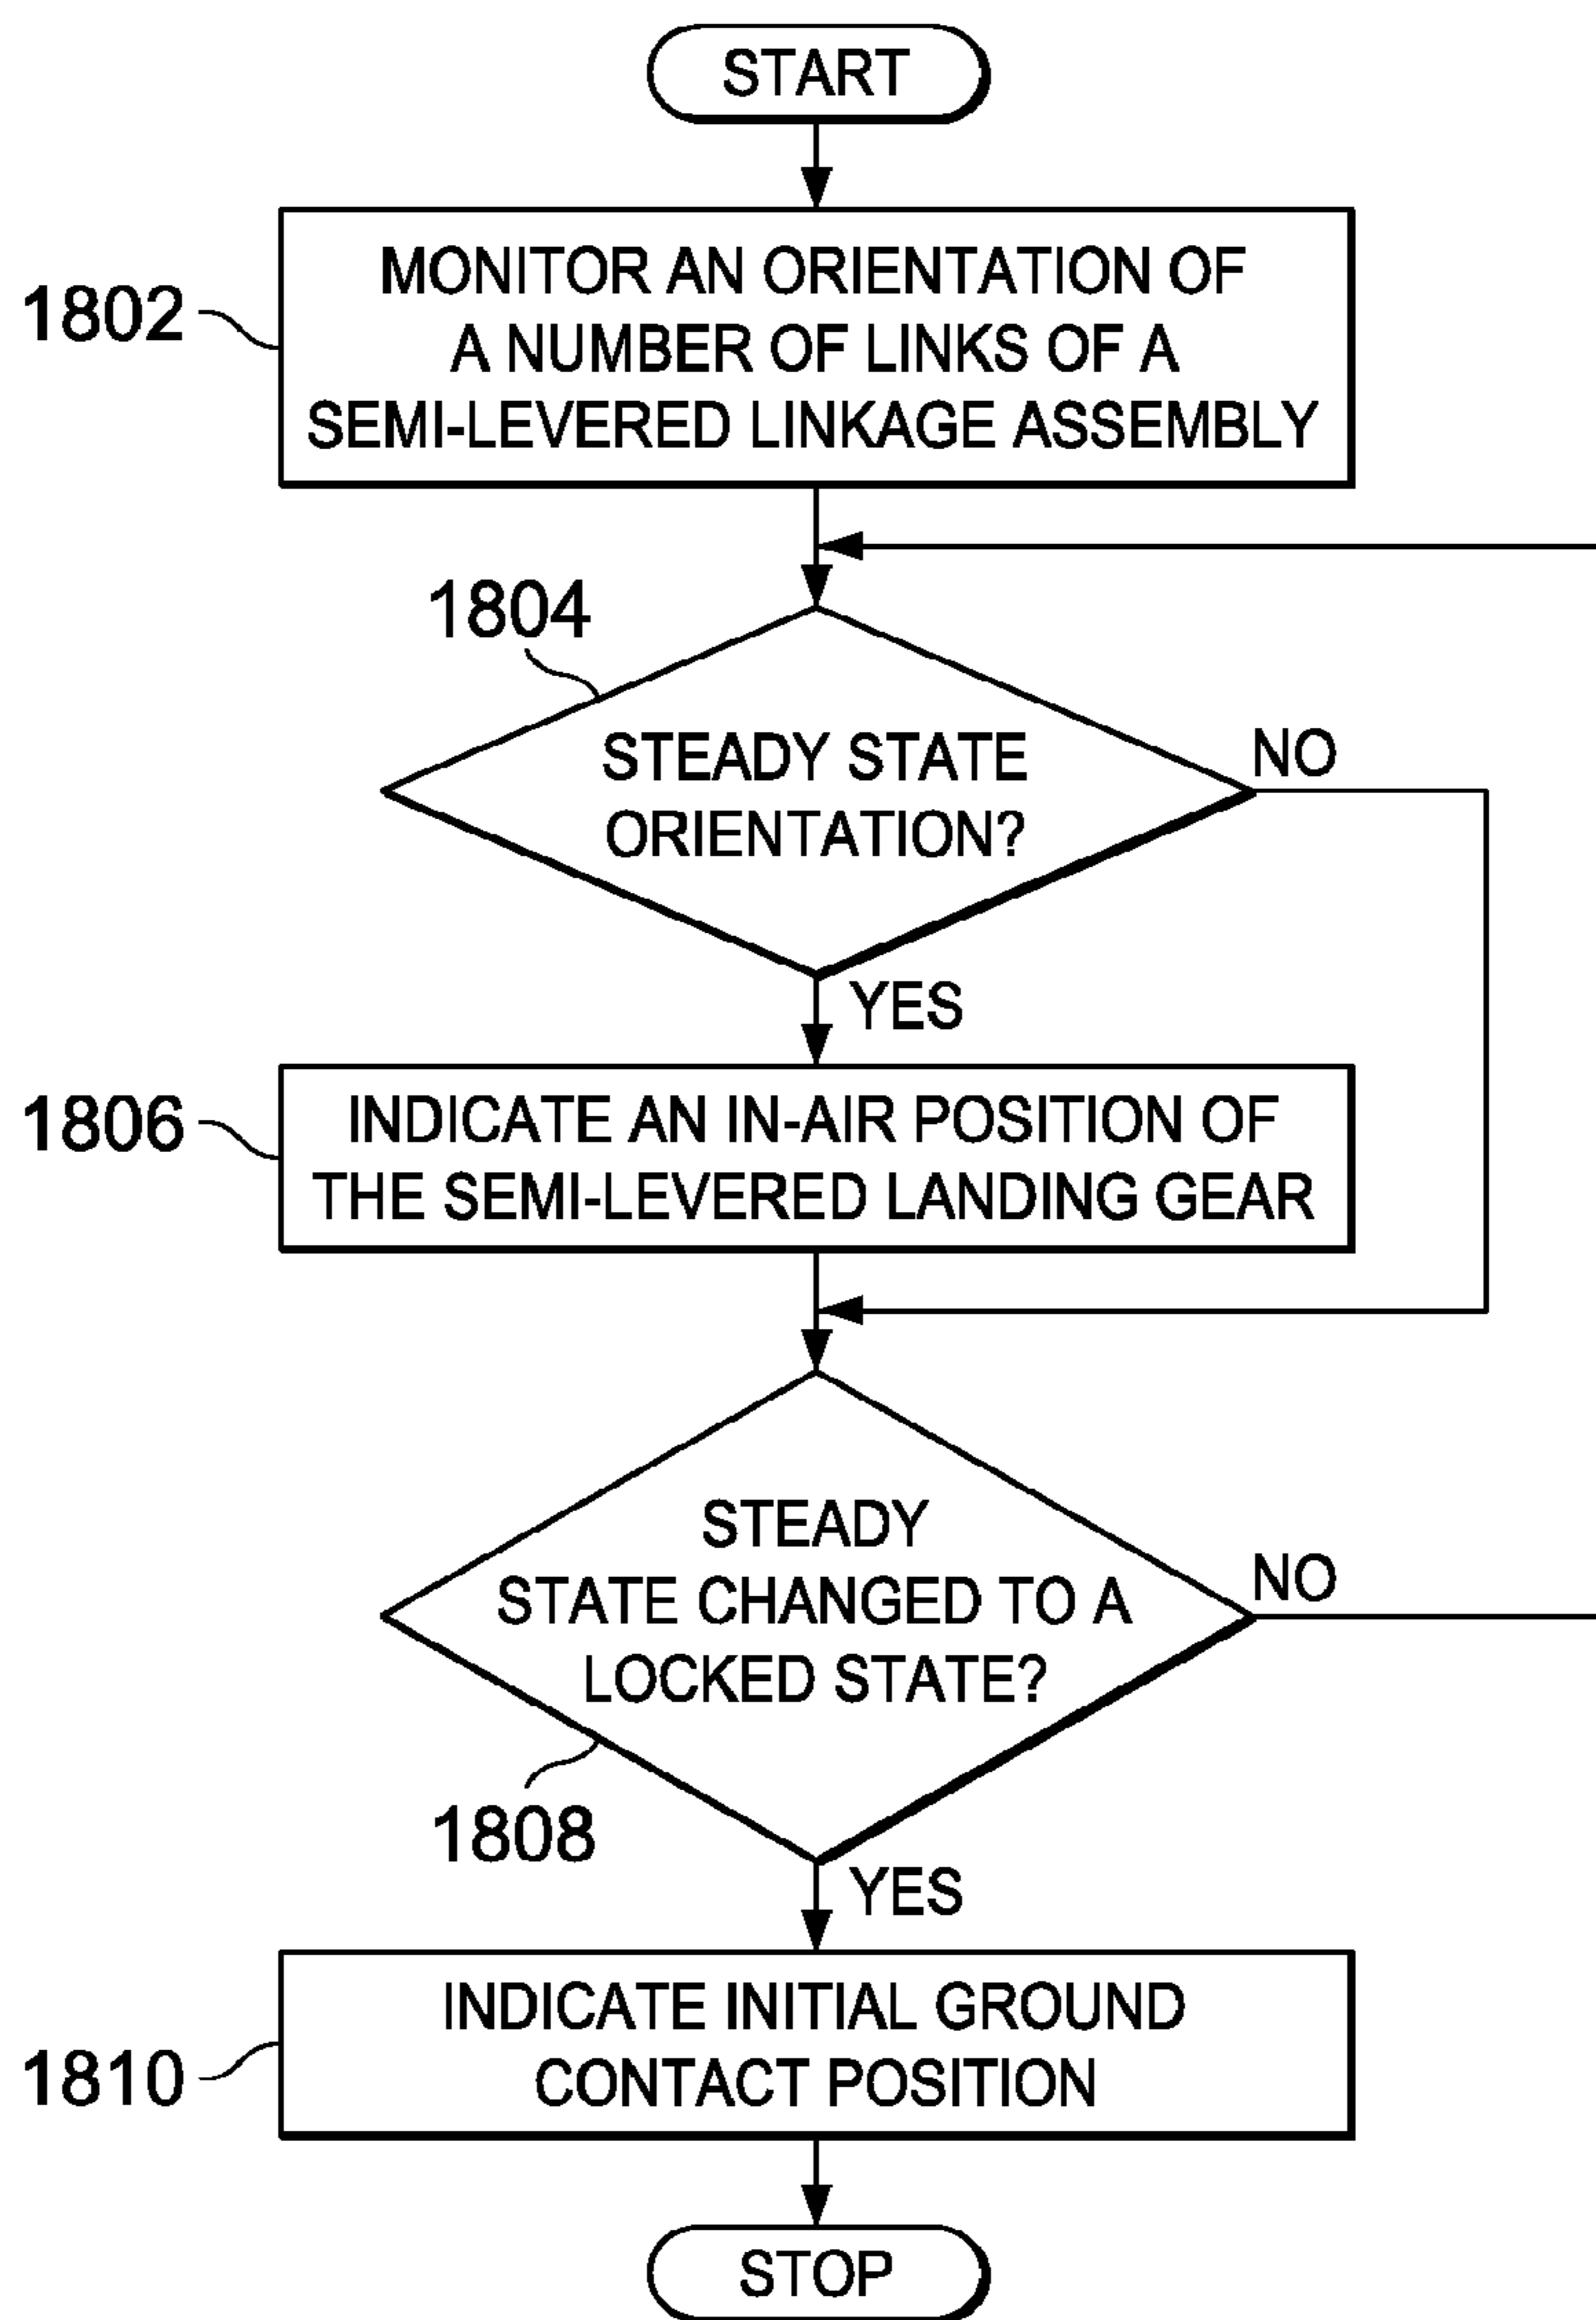 START
1802
MONITOR AN ORIENTATION OF
A NUMBER OF LINKS OF A
SEMI-LEVERED LINKAGE ASSEMBLY
1804
STEADY STATE
ORIENTATION?
NO
YES
1806
INDICATE AN IN-AIR POSITION OF
THE SEMI-LEVERED LANDING GEAR
STEADY
STATE CHANGED TO A
LOCKED STATE?
NO
1808
YES
1810
INDICATE INITIAL GROUND
CONTACT POSITION
STOP